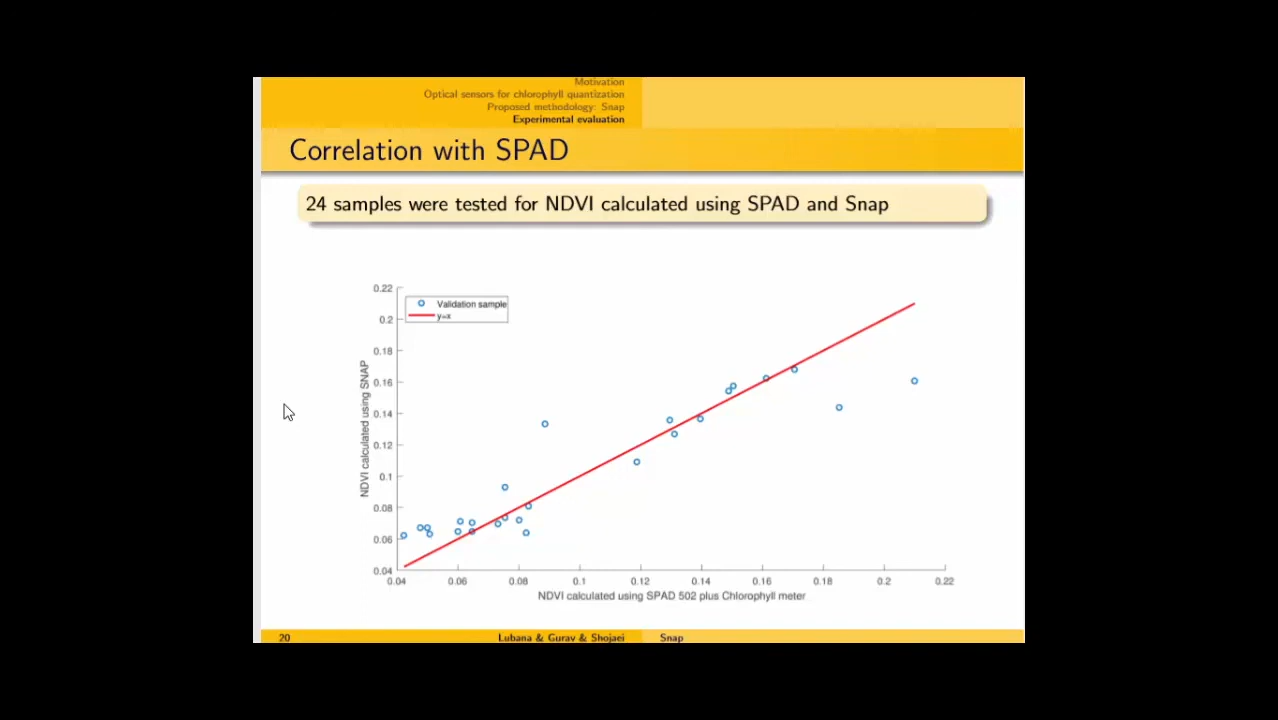 Motivation
Optical sensors for chlorophyll quantization
Proposed methodology: Snap
Experimental evaluation
Correlation with SPAD
24 samples were tested for NDVI calculated using SPAD and Snap
0.22
0.2
0.18
0.16
0.14
0.12
0.1
0.08
0.06
0.04
NDVI calculated using SNAP
Validation sample
y=x
0.04 0.06 0.08 0.1 0.12 0.14 0.16 0.18 0.2 0.22
NDVI calculated using SPAD 502 plus Chlorophyll meter
20 Lubana & Gurav & Shojaei Snap